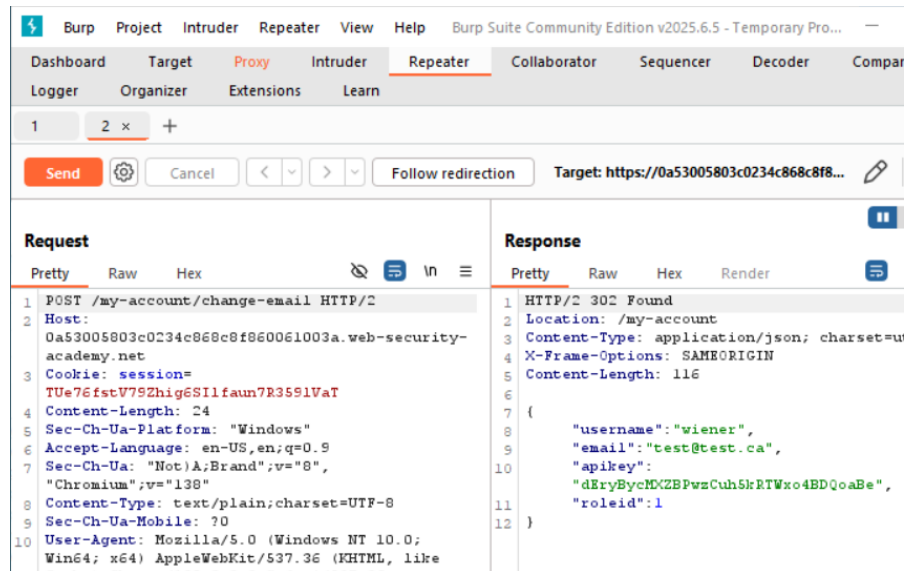 Burp Project Intruder Repeater View Help Burp Suite Community Edition v2025.6.5 - Temporary Pro...
Dashboard Target Proxy Intruder Repeater Collaborator Sequencer Decoder Compar
Logger Organizer Extensions Learn
1 2 × +
Send Cancel < > Follow redirection Target: https://0a53005803c0234c868c8f8...
Request
Pretty Raw Hex \n
1 POST /my-account/change-email HTTP/2
2 Host:
0a53005803c0234c868c8f860061003a.web-security-
academy.net
3 Cookie: session=
TUe76fstV79Zhig6SIlfaun7R359lVaT
4 Content-Length: 24
5 Sec-Ch-Ua-Platform: "Windows"
6 Accept-Language: en-US,en;q=0.9
7 Sec-Ch-Ua: "Not)A;Brand";v="8",
"Chromium";v="138"
8 Content-Type: text/plain;charset=UTF-8
9 Sec-Ch-Ua-Mobile: ?0
10 User-Agent: Mozilla/5.0 (Windows NT 10.0;
Win64; x64) AppleWebKit/537.36 (KHTML, like
Response
Pretty Raw Hex Render
1 HTTP/2 302 Found
2 Location: /my-account
3 Content-Type: application/json; charset=ut
4 X-Frame-Options: SAMEORIGIN
5 Content-Length: 116
6
7 {
8 "username":"wiener",
9 "email":"test@test.ca",
10 "apikey":
"dEryBycMXZBPwzCuh5kRTWxo4BDQoaBe",
11 "roleid":1
12 }